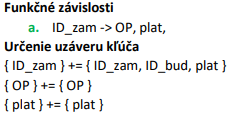 Funkčné závislosti
a. ID_zam -> OP, plat,
Určenie uzáveru kľúča
{ ID_zam } += { ID_zam, ID_bud, plat }
{ OP } += { OP }
{ plat } += { plat }